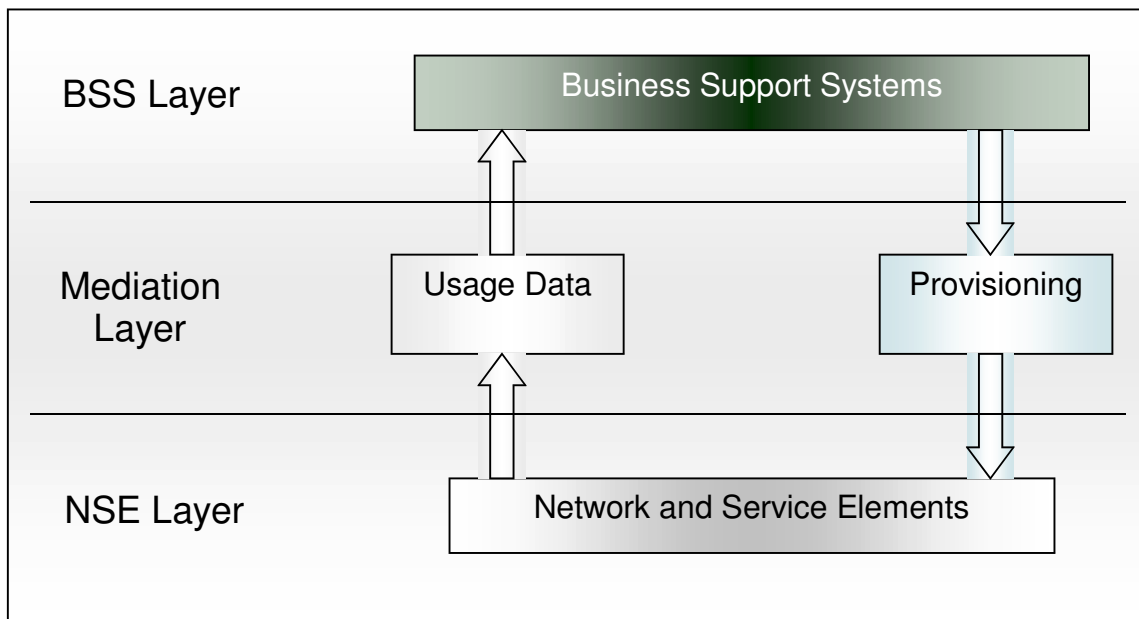 BSS Layer
Business Support Systems
Mediation
Layer
Usage Data
Provisioning
NSE Layer
Network and Service Elements